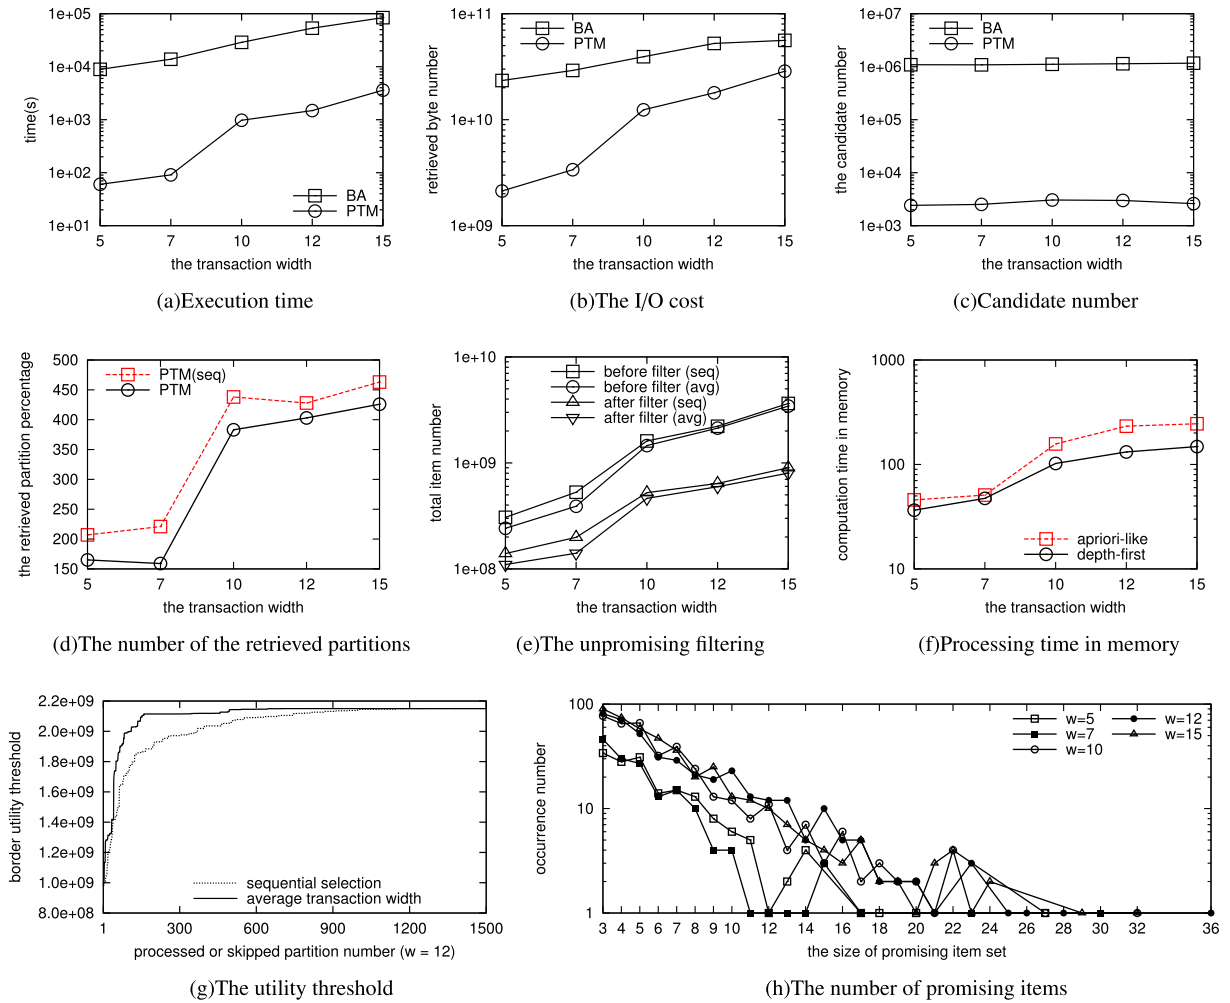 1e+05
1e+04
1e+03
1e+02
1e+01
time(s)
BA
PTM
5 7 10 12 15
the transaction width
(a)Execution time
1e+11
1e+10
1e+09
retrieved byte number
BA
PTM
5 7 10 12 15
the transaction width
(b)The I/O cost
1e+07
1e+06
1e+05
1e+04
1e+03
the candidate number
BA
PTM
5 7 10 12 15
the transaction width
(c)Candidate number
500
450
400
350
300
250
200
150
the retrieved partition percentage
PTM(seq)
PTM
5 7 10 12 15
the transaction width
(d)The number of the retrieved partitions
1e+10
1e+09
1e+08
total item number
before filter (seq)
before filter (avg)
after filter (seq)
after filter (avg)
5 7 10 12 15
the transaction width
(e)The unpromising filtering
1000
100
10
computation time in memory
apriori-like
depth-first
5 7 10 12 15
the transaction width
(f)Processing time in memory
2.2e+09
2.0e+09
1.8e+09
1.6e+09
1.4e+09
1.2e+09
1.0e+09
8.0e+08
border utility threshold
sequential selection
average transaction width
1 300 600 900 1200 1500
processed or skipped partition number (w = 12)
(g)The utility threshold
100
10
1
occurrence number
w=5 w=12
w=7 w=15
w=10
3 4 5 6 7 8 9 10 12 14 16 18 20 22 24 26 28 30 32 36
the size of promising item set
(h)The number of promising items